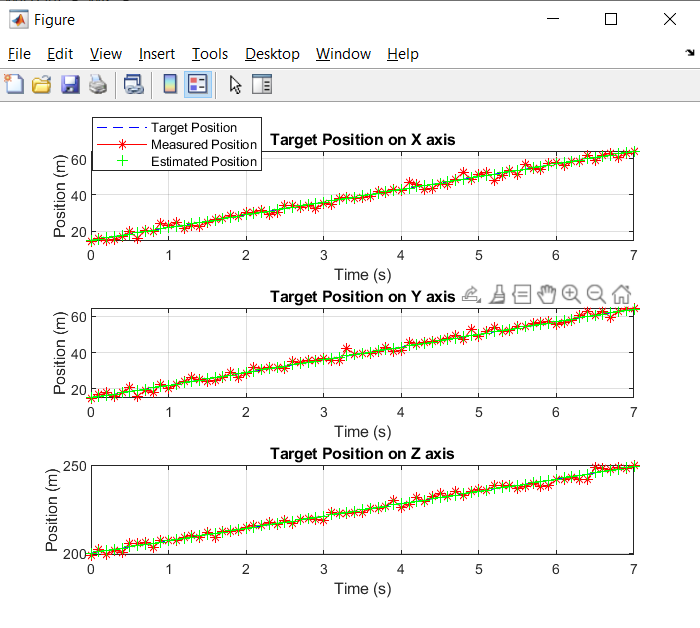 Figure
File Edit View Insert Tools Desktop Window Help
Target Position
Measured Position
Estimated Position
Target Position on X axis
Position (m)
60
40
20
0 1 2 3 4 5 6 7
Time (s)
Target Position on Y axis
Position (m)
60
40
20
0 1 2 3 4 5 6 7
Time (s)
Target Position on Z axis
Position (m)
250
200
0 1 2 3 4 5 6 7
Time (s)